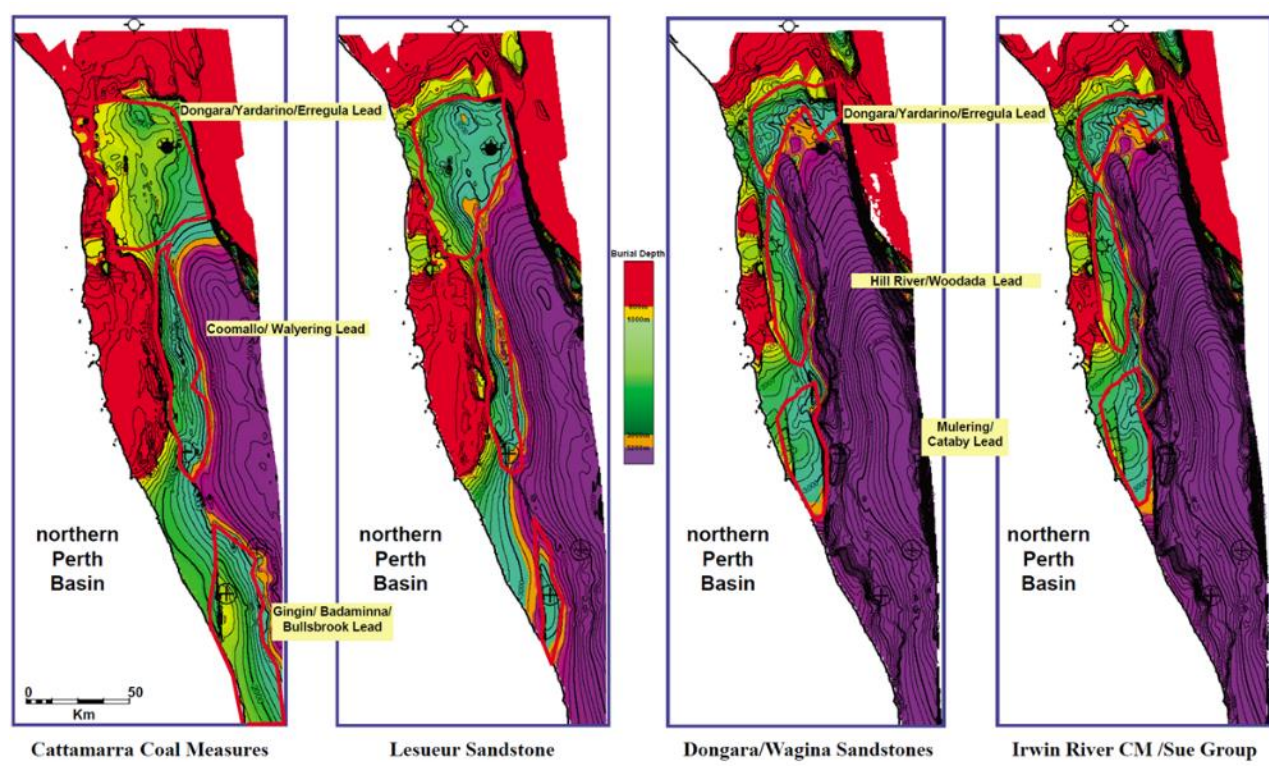 Dongara/Yardarino/Erregula Lead
Dongara/Yardarino/Erregula Lead
Burial Depth
1000m
Hill River/Woodada Lead
Coomallo/ Walyering Lead
Mulering/
Cataby Lead
northern
Perth
Basin
northern
Perth
Basin
northern
Perth
Basin
northern
Perth
Basin
Gingin/ Badaminna/
Bullsbrook Lead
0 50
Km
Cattamarra Coal Measures
Lesueur Sandstone
Dongara/Wagina Sandstones
Irwin River CM /Sue Group